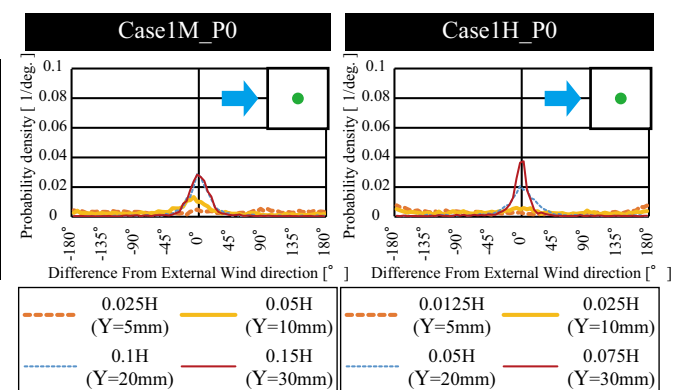 Case1M_P0
Case1H_P0
Probability density [ 1/deg. ]
0.1
0.08
0.06
0.04
0.02
0
-180°
-135°
-90°
-45°
0
45°
90°
135°
180°
Difference From External Wind direction [° ]
Probability density [ 1/deg. ]
0.1
0.08
0.06
0.04
0.02
0
-180°
-135°
-90°
-45°
0
45°
90°
135°
180°
Difference From External Wind direction [° ]
0.025H
(Y=5mm)
0.05H
(Y=10mm)
0.1H
(Y=20mm)
0.15H
(Y=30mm)
0.0125H
(Y=5mm)
0.025H
(Y=10mm)
0.05H
(Y=20mm)
0.075H
(Y=30mm)